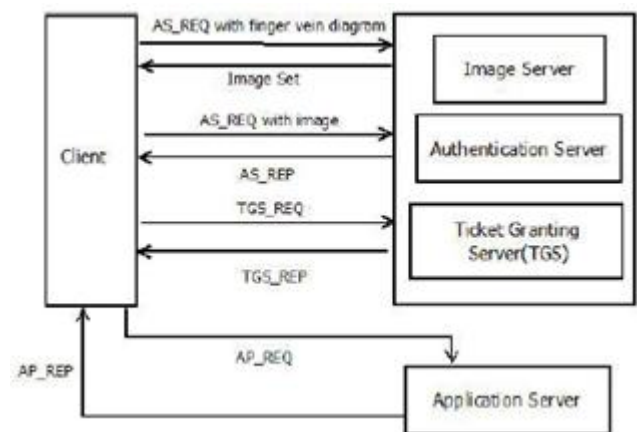 AS_REQ with finger vein diagram
Image Set
Image Server
AS_REQ with image
Client
Authentication Server
AS_REP
TGS_REQ
Ticket Granting
Server(TGS)
TGS_REP
AP_REP
AP_REQ
Application Server